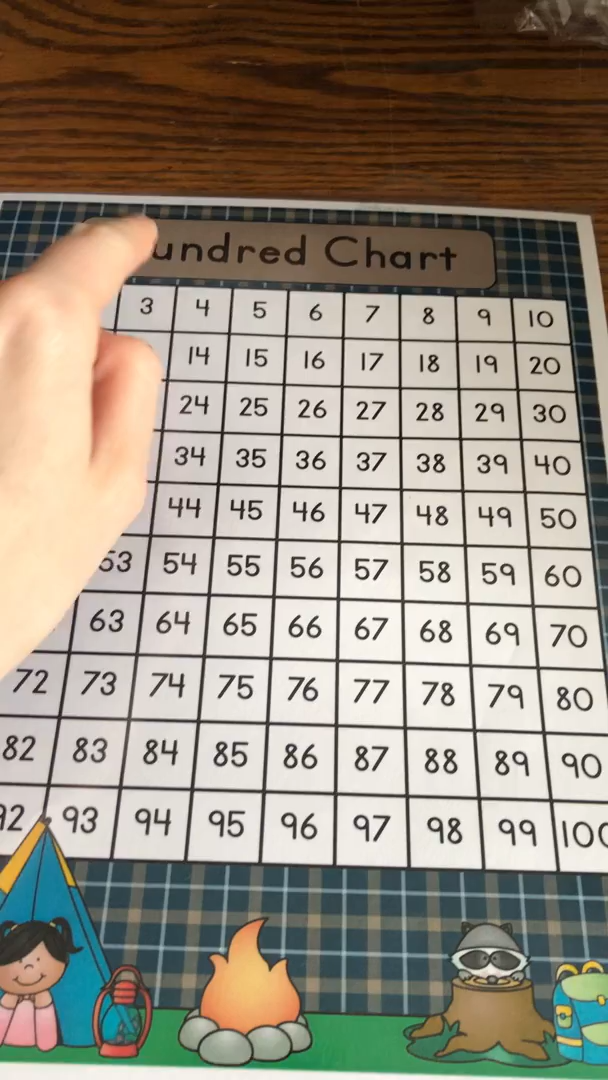 undred Chart
3 4 5 6 7 8 9 10
14 15 16 17 18 19 20
24 25 26 27 28 29 30
34 35 36 37 38 39 40
44 45 46 47 48 49 50
53 54 55 56 57 58 59 60
63 64 65 66 67 68 69 70
72 73 74 75 76 77 78 79 80
82 83 84 85 86 87 88 89 90
92 93 94 95 96 97 98 99 100